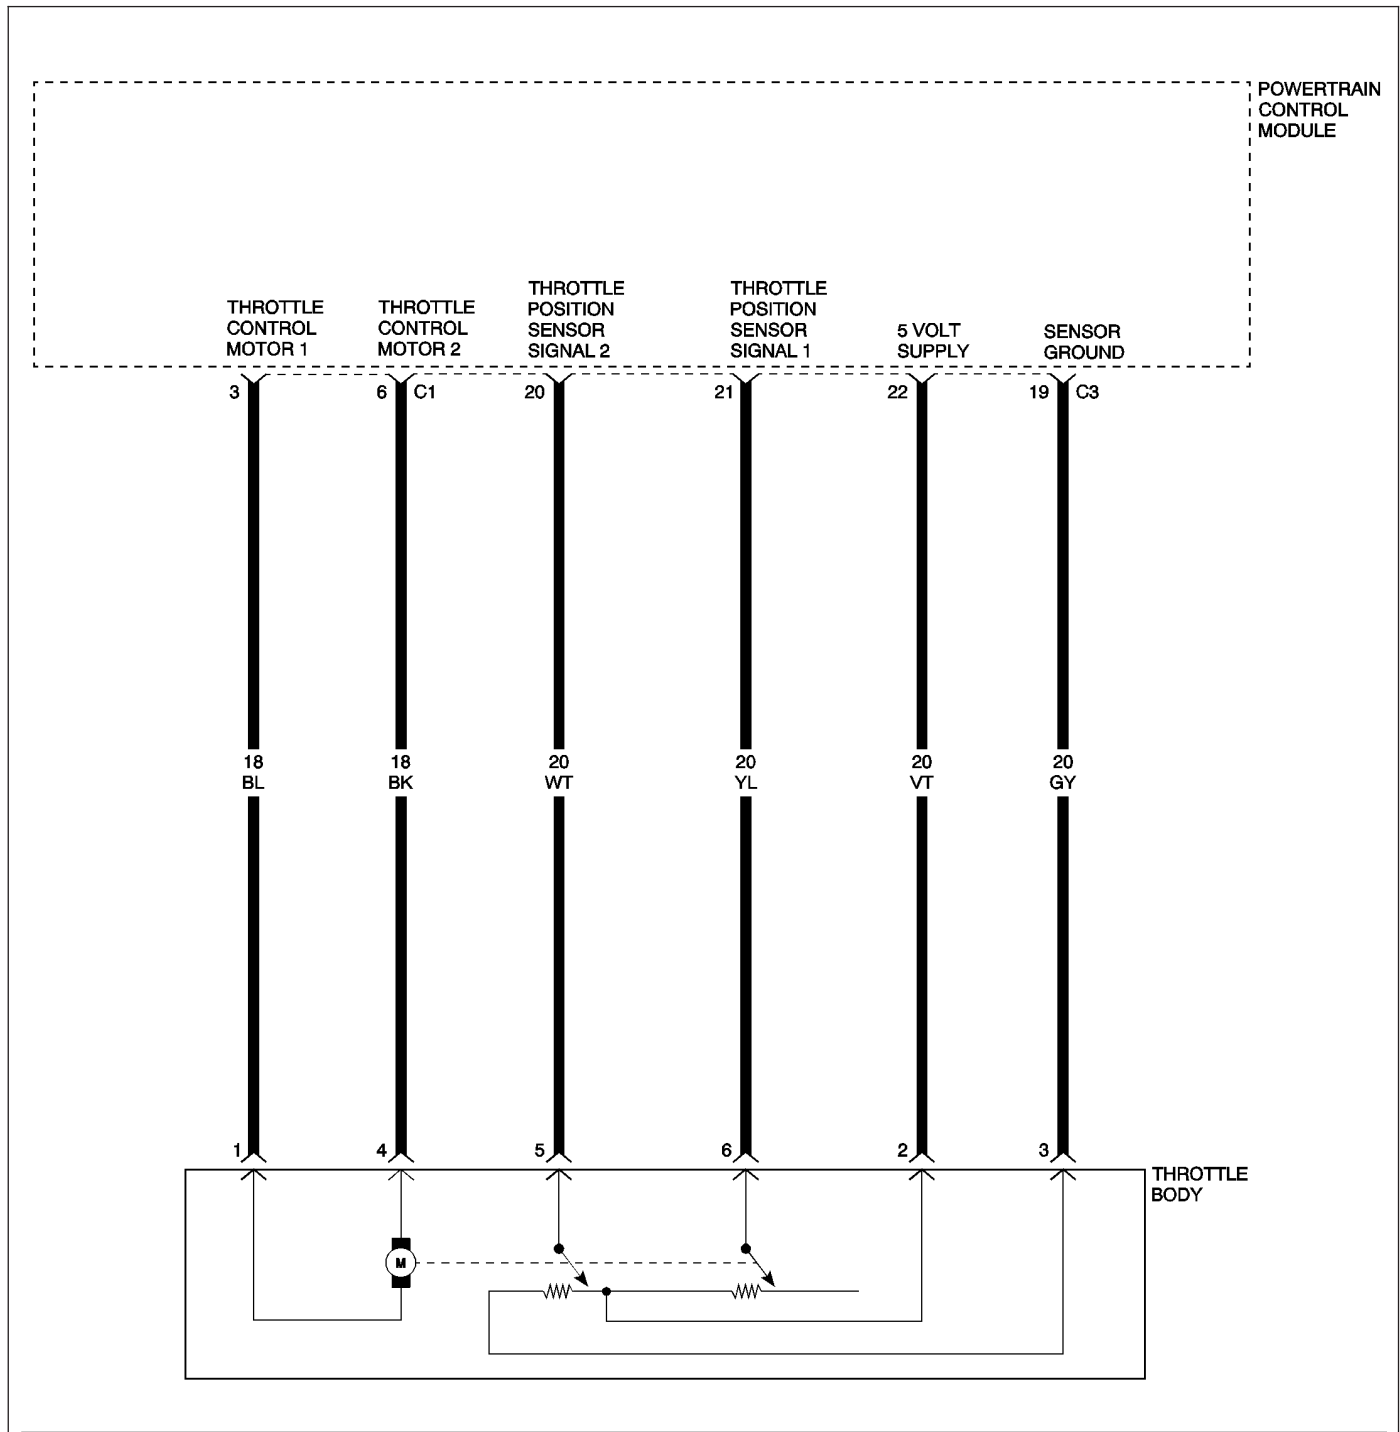 POWERTRAIN
CONTROL
MODULE
THROTTLE
CONTROL
MOTOR 1
THROTTLE
CONTROL
MOTOR 2
THROTTLE
POSITION
SENSOR
SIGNAL 2
THROTTLE
POSITION
SENSOR
SIGNAL 1
5 VOLT
SUPPLY
SENSOR
GROUND
3
6
C1
20
21
22
19
C3
18
BL
18
BK
20
WT
20
YL
20
VT
20
GY
1
4
5
6
2
3
THROTTLE
BODY
M